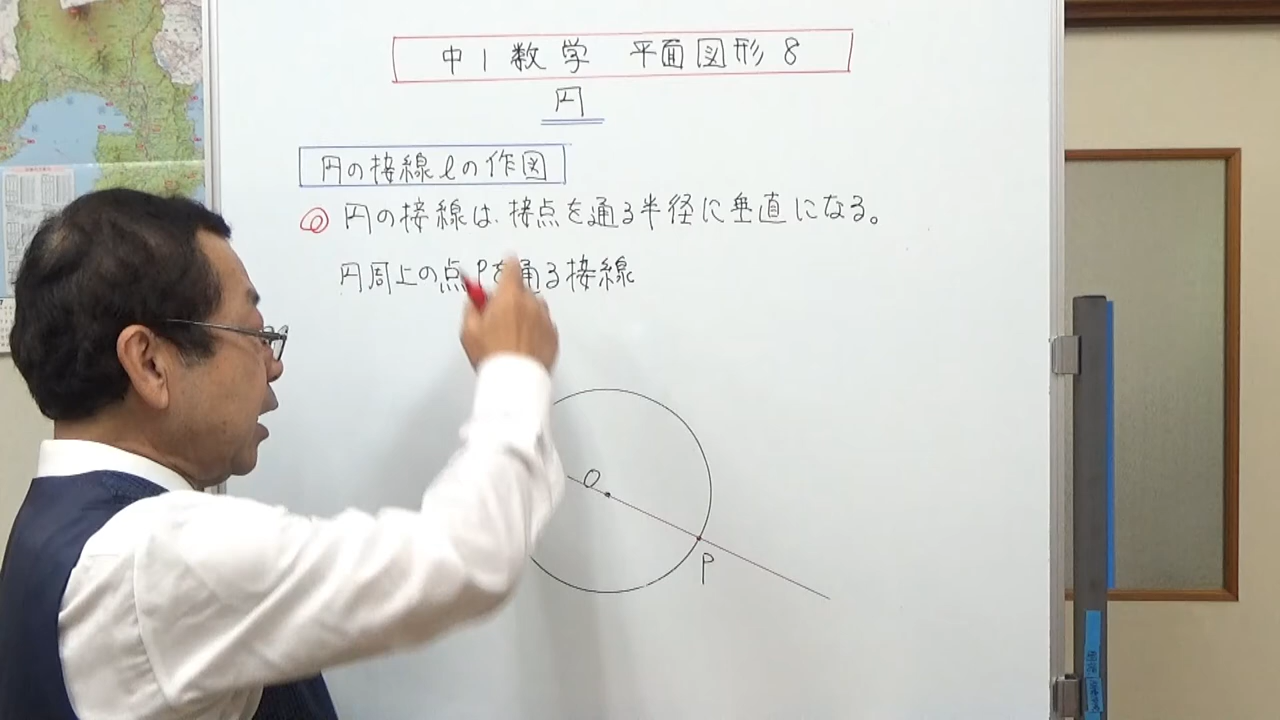 中1数学 平面図形8
円
円の接線ℓの作図
円の接線は、接点を通る半径に垂直になる。
円周上の点Pを通る接線
O
P